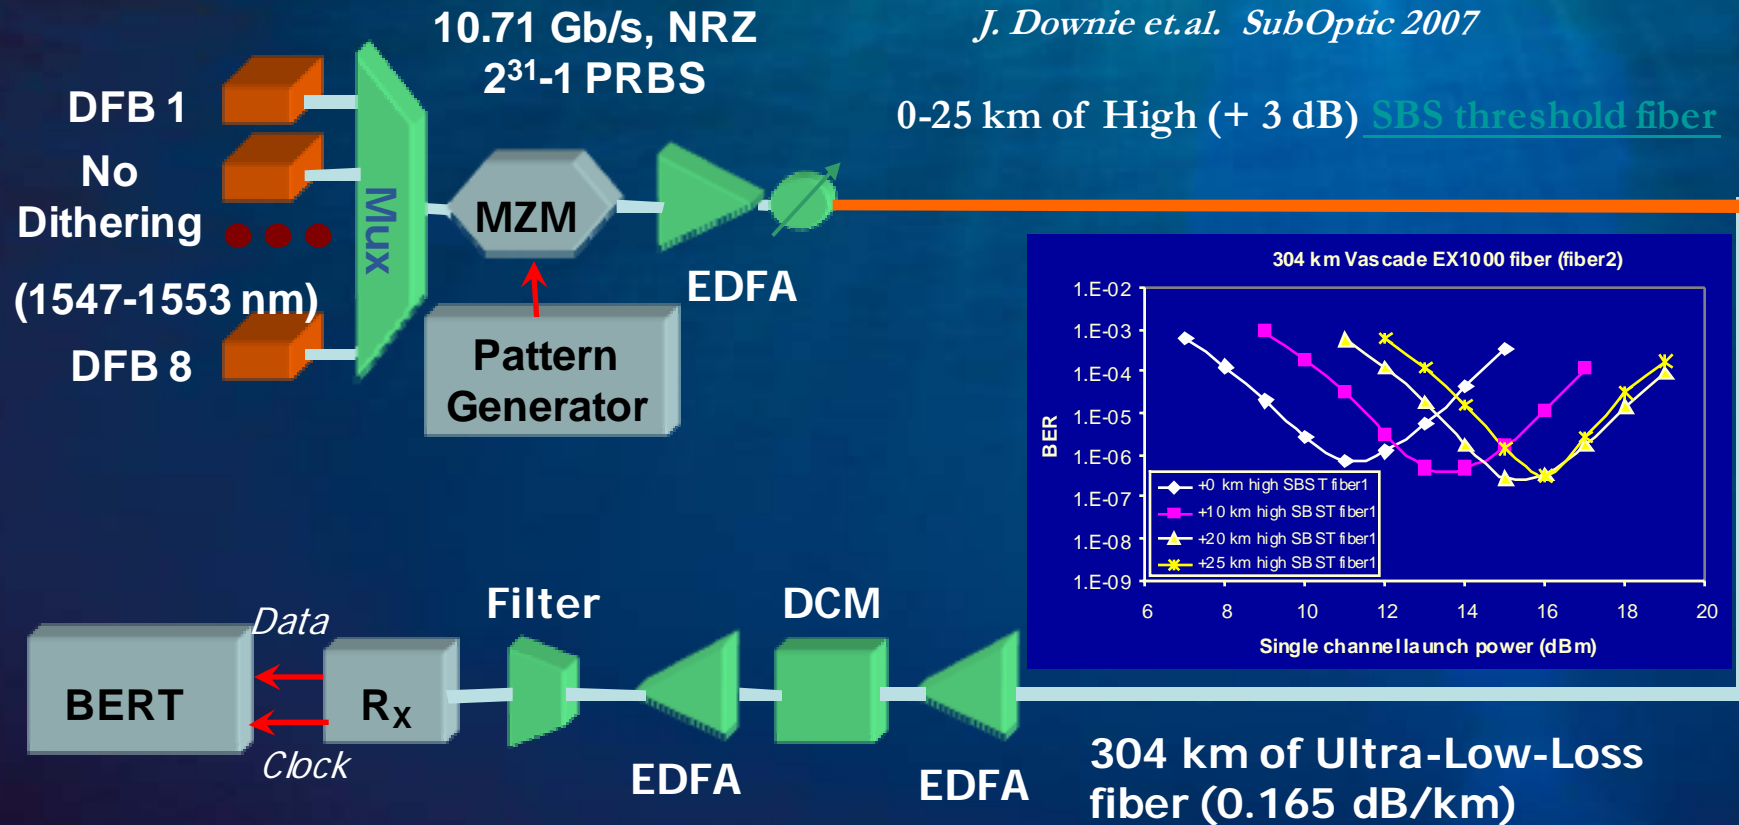 10.71 Gb/s, NRZ
2³¹-1 PRBS
J. Downie et.al. SubOptic 2007
0-25 km of High (+ 3 dB) SBS threshold fiber
DFB 1
No
Dithering
(1547-1553 nm)
DFB 8
Mux
MZM
EDFA
Pattern
Generator
304 km Vascade EX1000 fiber (fiber2)
BER
1.E-02
1.E-03
1.E-04
1.E-05
1.E-06
1.E-07
1.E-08
1.E-09
+0 km high SBST fiber1
+10 km high SBST fiber1
+20 km high SBST fiber1
+25 km high SBST fiber1
6 8 10 12 14 16 18 20
Single channel launch power (dBm)
BERT
Data
Clock
RX
Filter
EDFA
DCM
EDFA
304 km of Ultra-Low-Loss
fiber (0.165 dB/km)